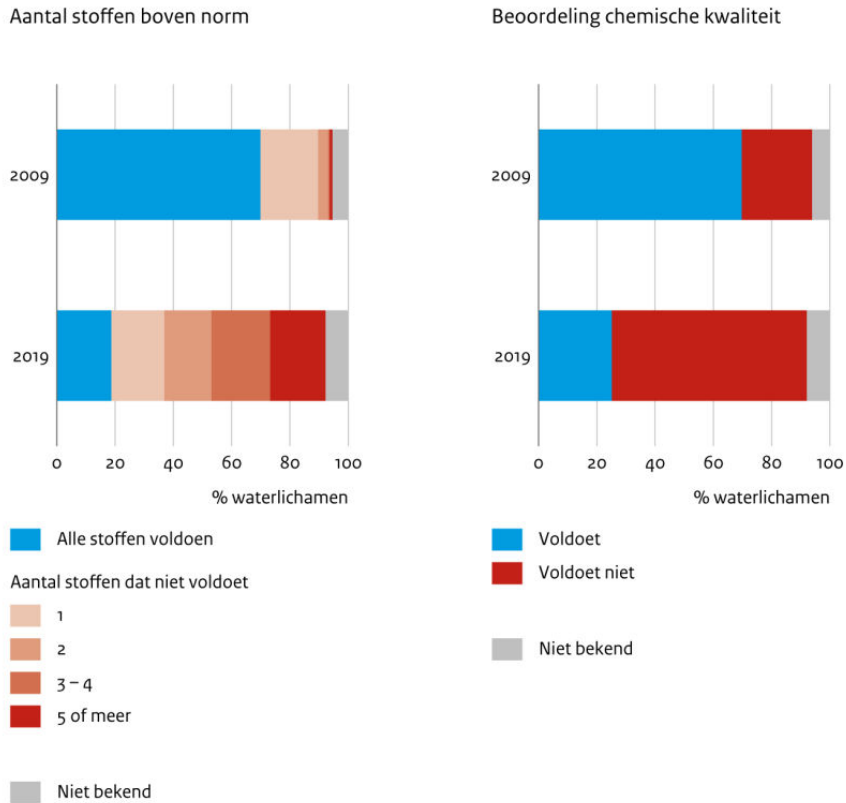 Aantal stoffen boven norm
2009
2019
0 20 40 60 80 100
% waterlichamen
Alle stoffen voldoen
Aantal stoffen dat niet voldoet
1
2
3 – 4
5 of meer
Niet bekend
Beoordeling chemische kwaliteit
2009
2019
0 20 40 60 80 100
% waterlichamen
Voldoet
Voldoet niet
Niet bekend